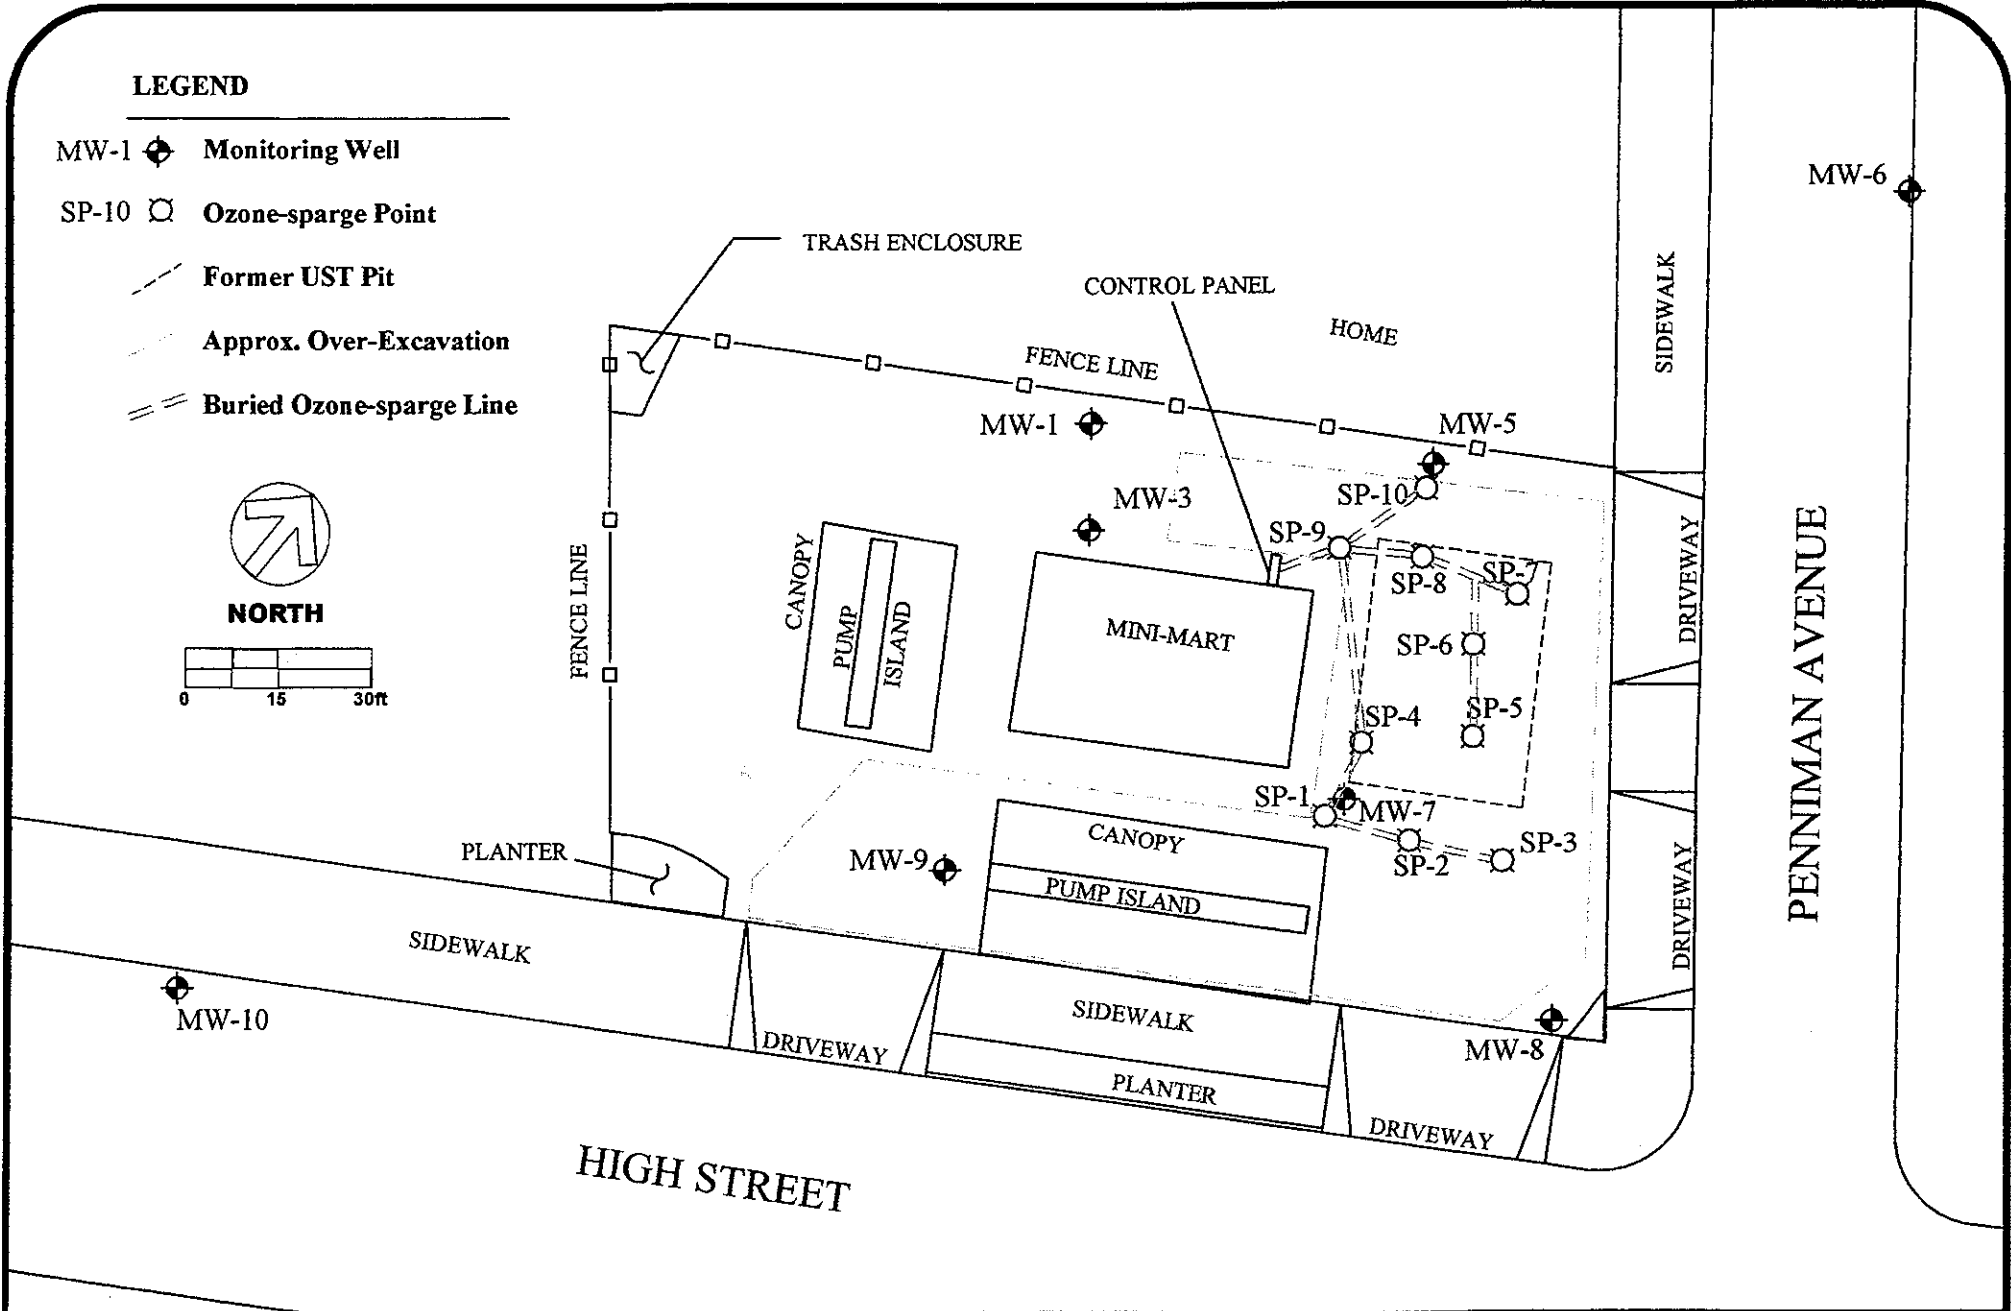 LEGEND
MW-1 Monitoring Well
SP-10 Ozone-sparge Point
Former UST Pit
Approx. Over-Excavation
Buried Ozone-sparge Line
NORTH
0 15 30ft
TRASH ENCLOSURE
CONTROL PANEL
HOME
FENCE LINE
MW-6
SIDEWALK
MW-1
MW-5
MW-3
SP-10
SP-9
SP-8
SP-7
SP-6
SP-5
SP-4
SP-1
MW-7
SP-2
SP-3
CANOPY
PUMP
ISLAND
MINI-MART
FENCE LINE
DRIVEWAY
PENNIMAN AVENUE
DRIVEWAY
PLANTER
MW-9
CANOPY
PUMP ISLAND
SIDEWALK
MW-10
DRIVEWAY
SIDEWALK
PLANTER
MW-8
DRIVEWAY
HIGH STREET